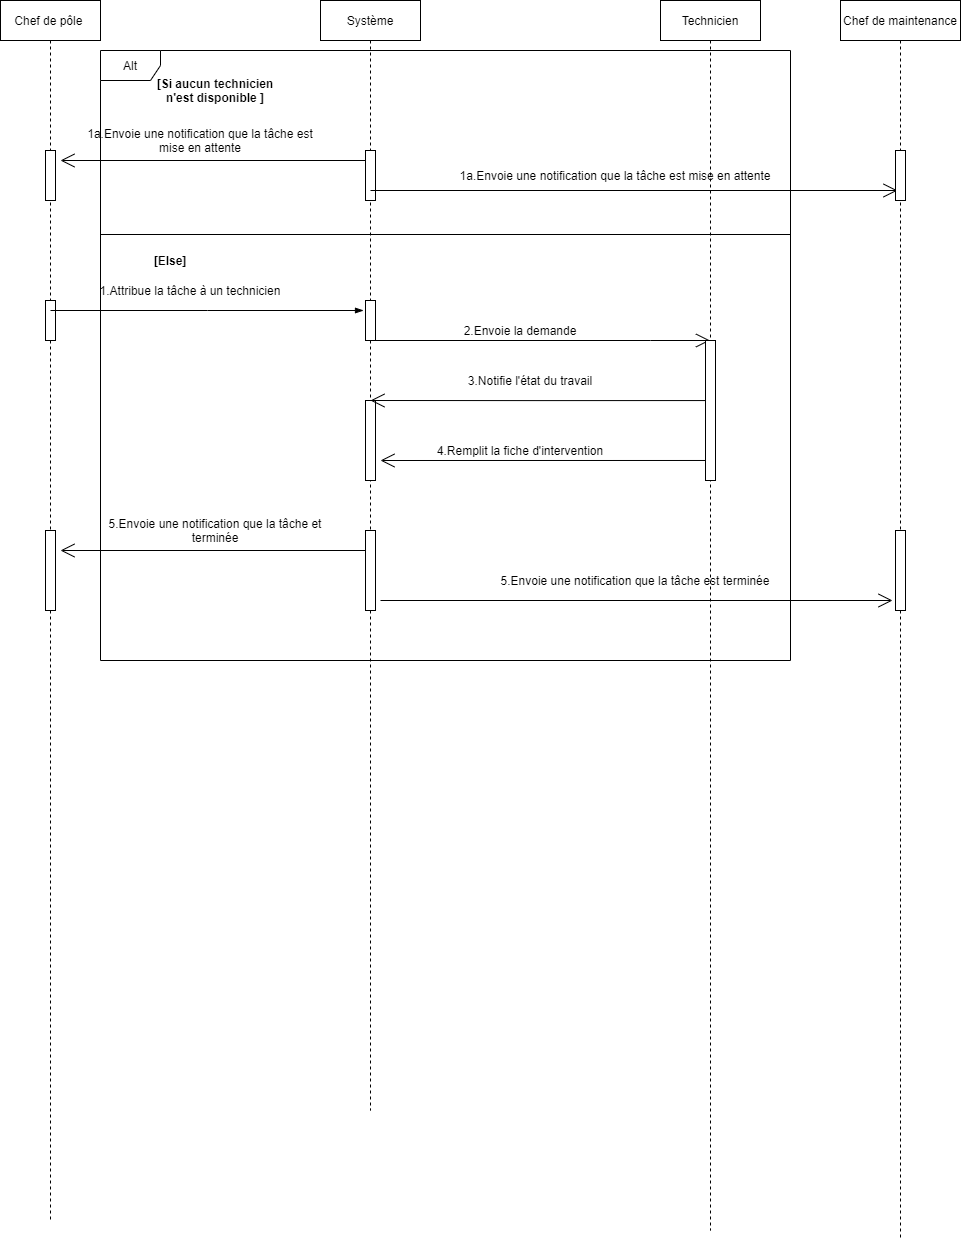 Chef de pôle
Système
Technicien
Chef de maintenance
Alt
[Si aucun technicien
n'est disponible ]
1a.Envoie une notification que la tâche est
mise en attente
1a.Envoie une notification que la tâche est mise en attente
[Else]
1.Attribue la tâche à un technicien
2.Envoie la demande
3.Notifie l'état du travail
4.Remplit la fiche d'intervention
5.Envoie une notification que la tâche et
terminée
5.Envoie une notification que la tâche est terminée